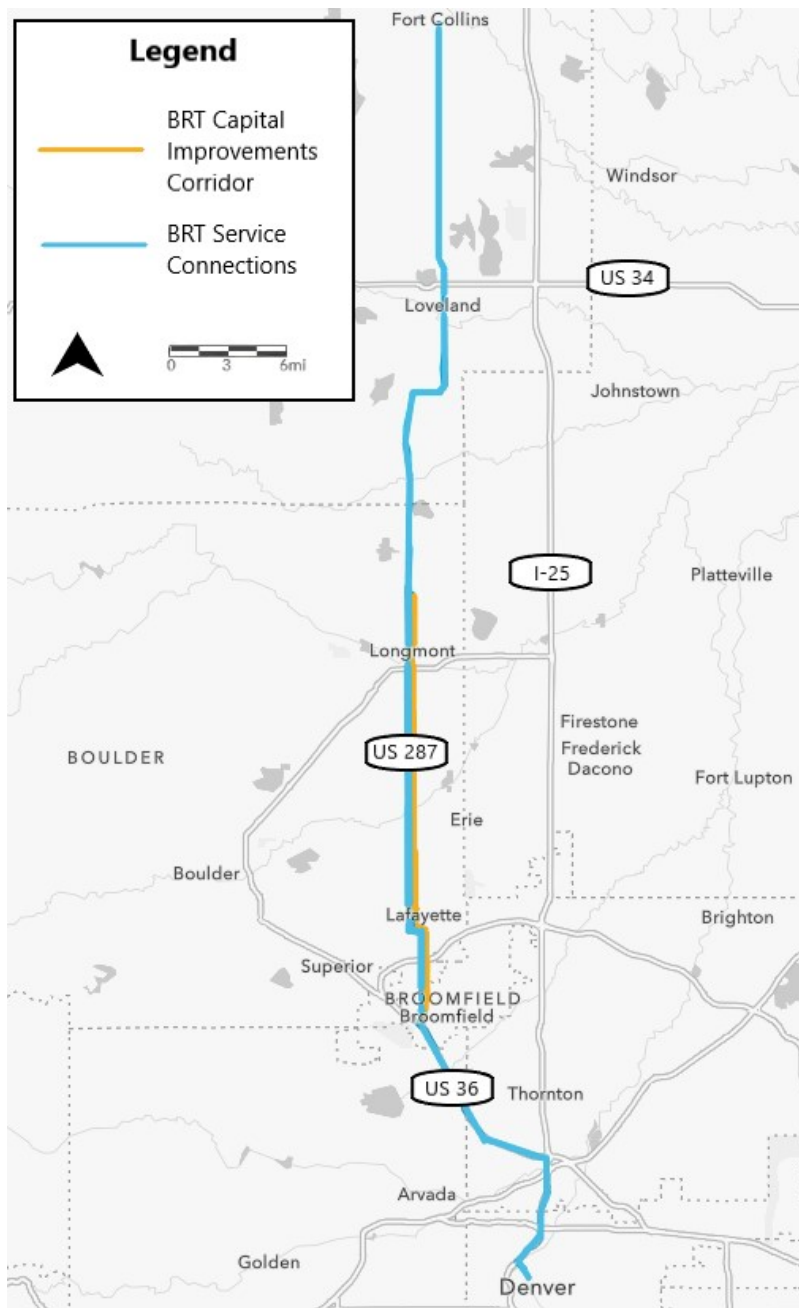 Fort Collins
Legend
BRT Capital
Improvements
Corridor
BRT Service
Connections
0 3 6mi
Windsor
US 34
Loveland
Johnstown
I-25
Platteville
Longmont
Firestone
US 287
Frederick
BOULDER
Dacono
Fort Lupton
Erie
Boulder
Lafayette
Brighton
Superior
BROOMFIELD
Broomfield
US 36
Thornton
Arvada
Golden
Denver